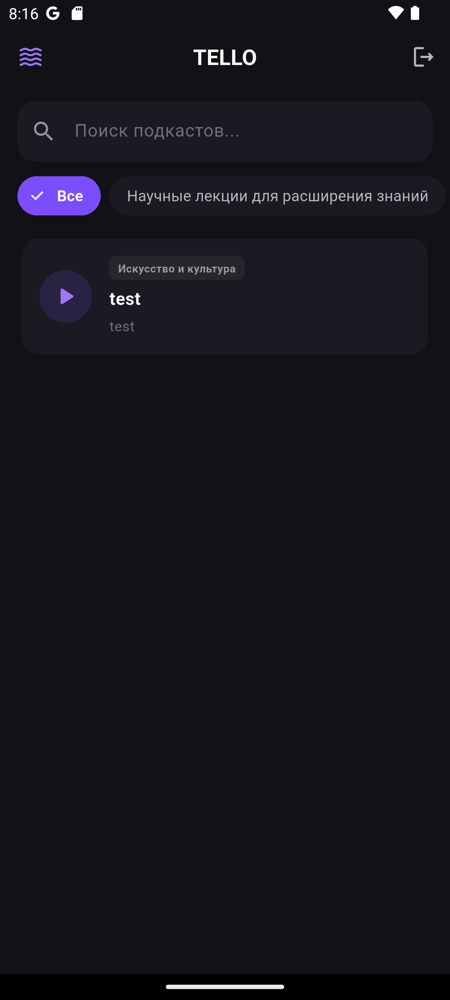 8:16
TELLO
Поиск подкастов...
Все
Научные лекции для расширения знаний
Искусство и культура
test
test